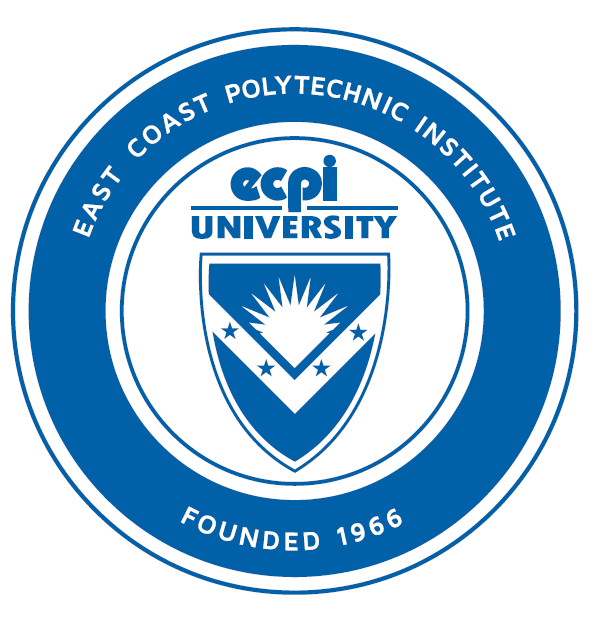 EAST COAST POLYTECHNIC INSTITUTE
ecpi
UNIVERSITY
FOUNDED 1966